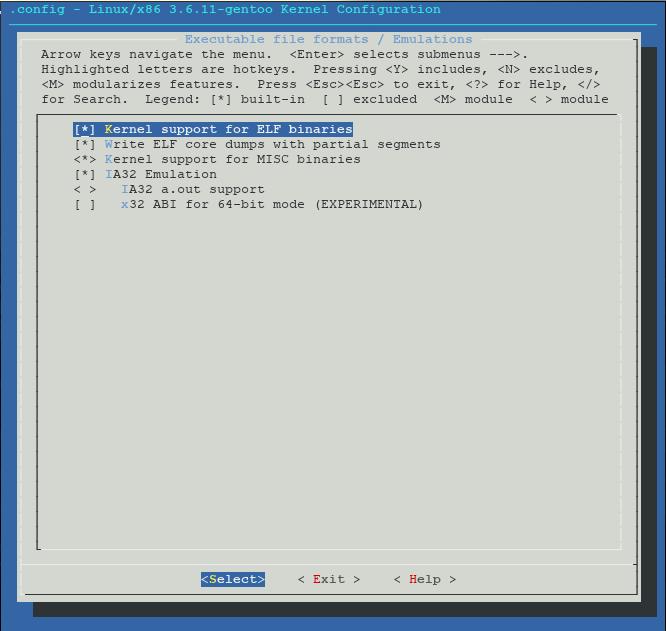 .config - Linux/x86 3.6.11-gentoo Kernel Configuration
Executable file formats / Emulations
Arrow keys navigate the menu.  <Enter> selects submenus --->.
Highlighted letters are hotkeys.  Pressing <Y> includes, <N> excludes,
<M> modularizes features.  Press <Esc><Esc> to exit, <?> for Help, </>
for Search.  Legend: [*] built-in  [ ] excluded  <M> module  < > module
[*] Kernel support for ELF binaries
[*] Write ELF core dumps with partial segments
<*> Kernel support for MISC binaries
[*] IA32 Emulation
< >   IA32 a.out support
[ ]   x32 ABI for 64-bit mode (EXPERIMENTAL)
<Select>    < Exit >    < Help >